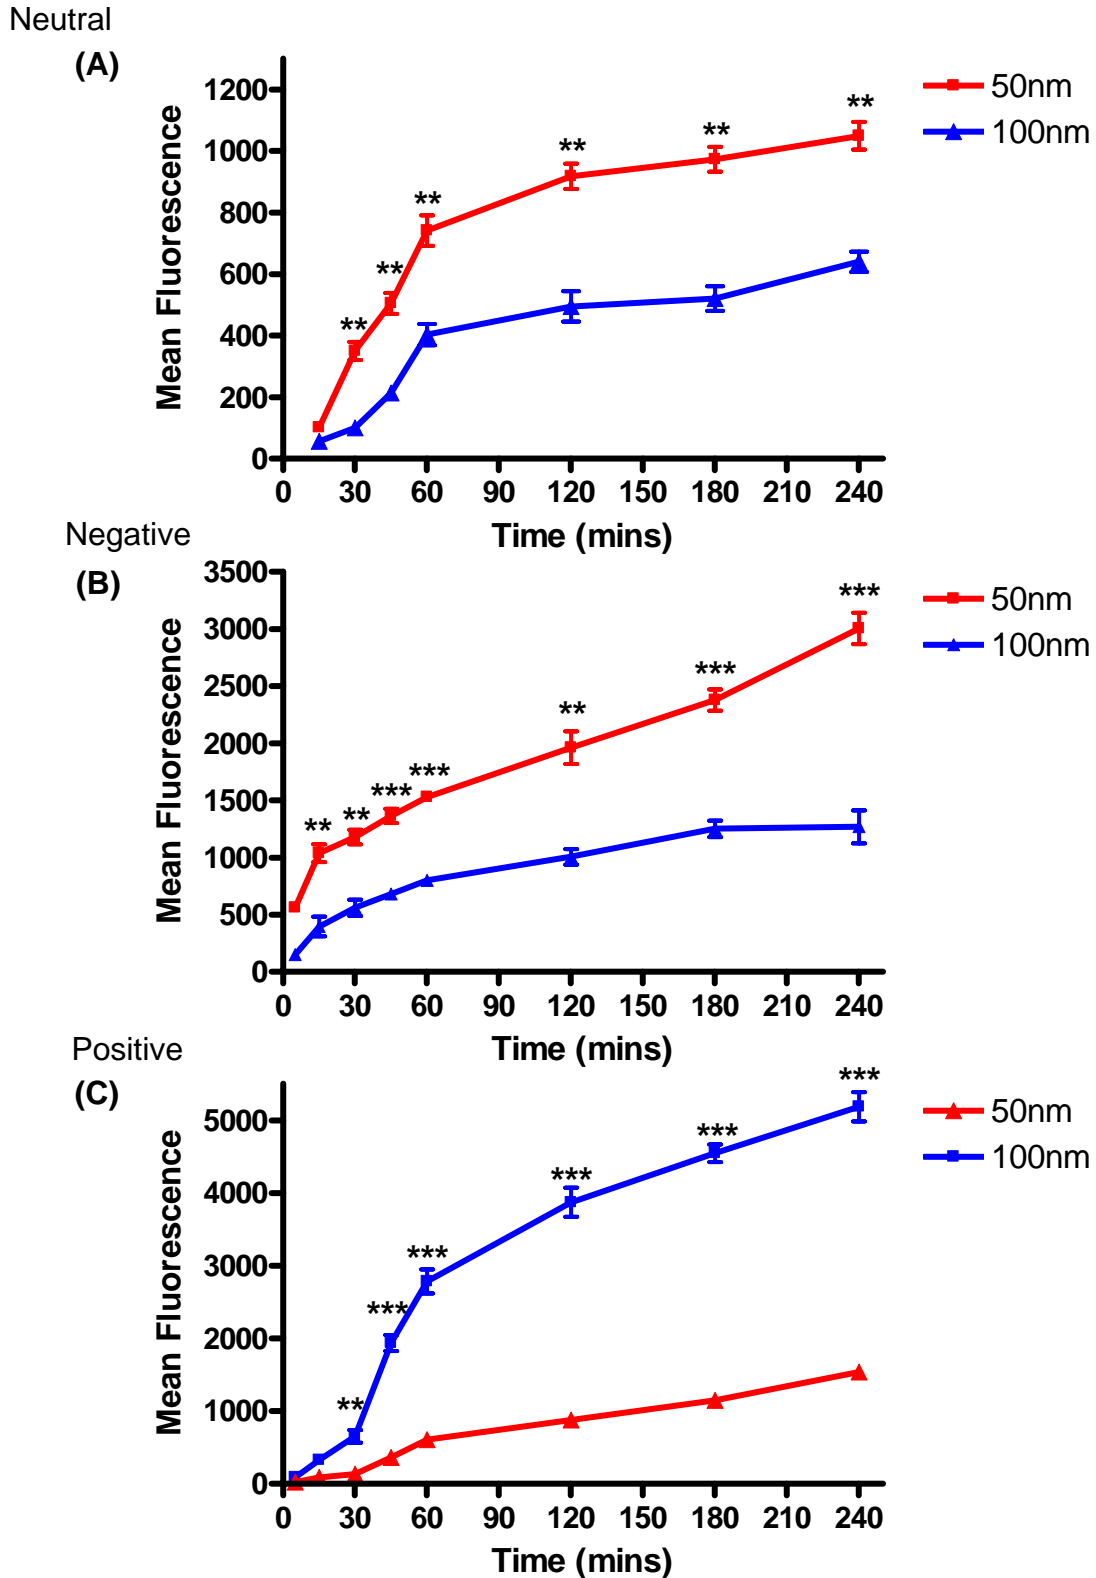 Neutral
(A)
Mean Fluorescence
1200
1000
800
600
400
200
0
** ** ** ** ** **
0 30 60 90 120 150 180 210 240
Time (mins)
50nm
100nm
Negative
(B)
Mean Fluorescence
3500
3000
2500
2000
1500
1000
500
0
** ** *** *** ** *** ***
0 30 60 90 120 150 180 210 240
Time (mins)
50nm
100nm
Positive
(C)
Mean Fluorescence
5000
4000
3000
2000
1000
0
** *** *** *** *** ***
0 30 60 90 120 150 180 210 240
Time (mins)
50nm
100nm